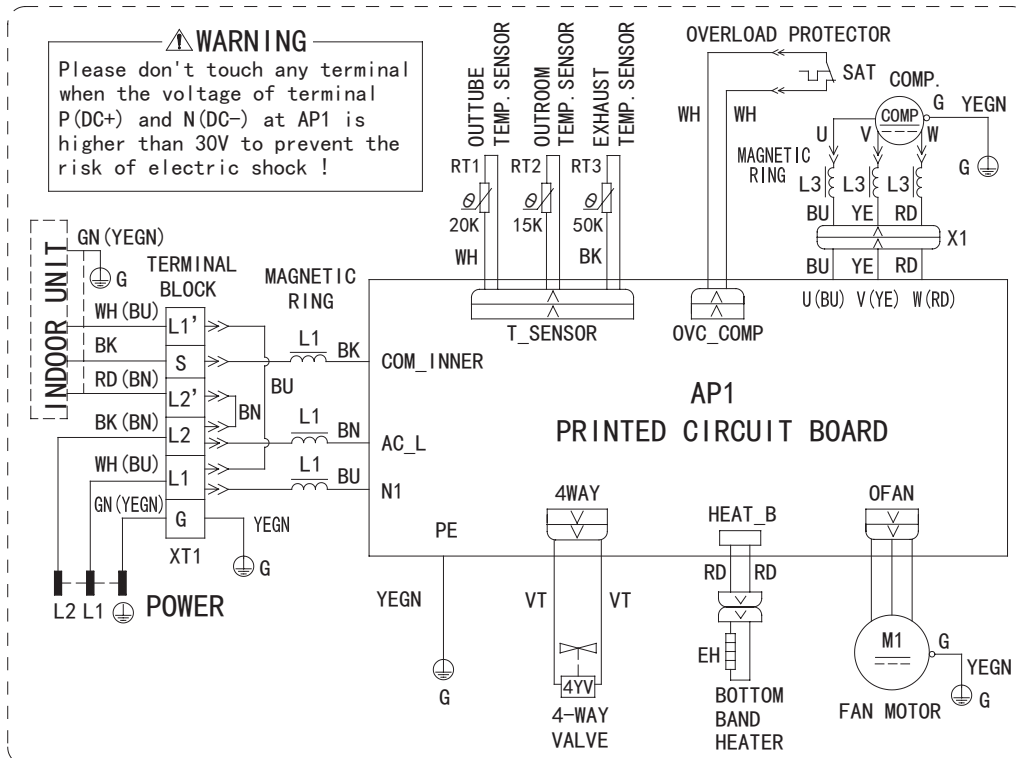 WARNING
Please don't touch any terminal
when the voltage of terminal
P(DC+) and N(DC-) at AP1 is
higher than 30V to prevent the
risk of electric shock !
OUTTUBE
TEMP. SENSOR
OUTROOM
TEMP. SENSOR
EXHAUST
TEMP. SENSOR
RT1
RT2
RT3
θ
θ
θ
20K
15K
50K
WH
BK
T_SENSOR
OVERLOAD PROTECTOR
SAT
WH
WH
OVC_COMP
COMP.
COMP
G
YEGN
G
U
V
W
MAGNETIC
RING
L3
L3
L3
BU
YE
RD
X1
BU
YE
RD
U(BU)
V(YE)
W(RD)
INDOOR UNIT
GN(YEGN)
G
TERMINAL
BLOCK
MAGNETIC
RING
WH(BU)
L1'
BK
S
L1
BK
COM_INNER
RD(BN)
L2'
BU
BN
BK(BN)
L2
L1
BN
AC_L
WH(BU)
L1
L1
BU
N1
GN(YEGN)
G
YEGN
XT1
G
L2
L1
POWER
AP1
PRINTED CIRCUIT BOARD
PE
YEGN
G
4WAY
VT
VT
4YV
4-WAY
VALVE
HEAT_B
RD
RD
EH
BOTTOM
BAND
HEATER
OFAN
M1
G
YEGN
G
FAN MOTOR